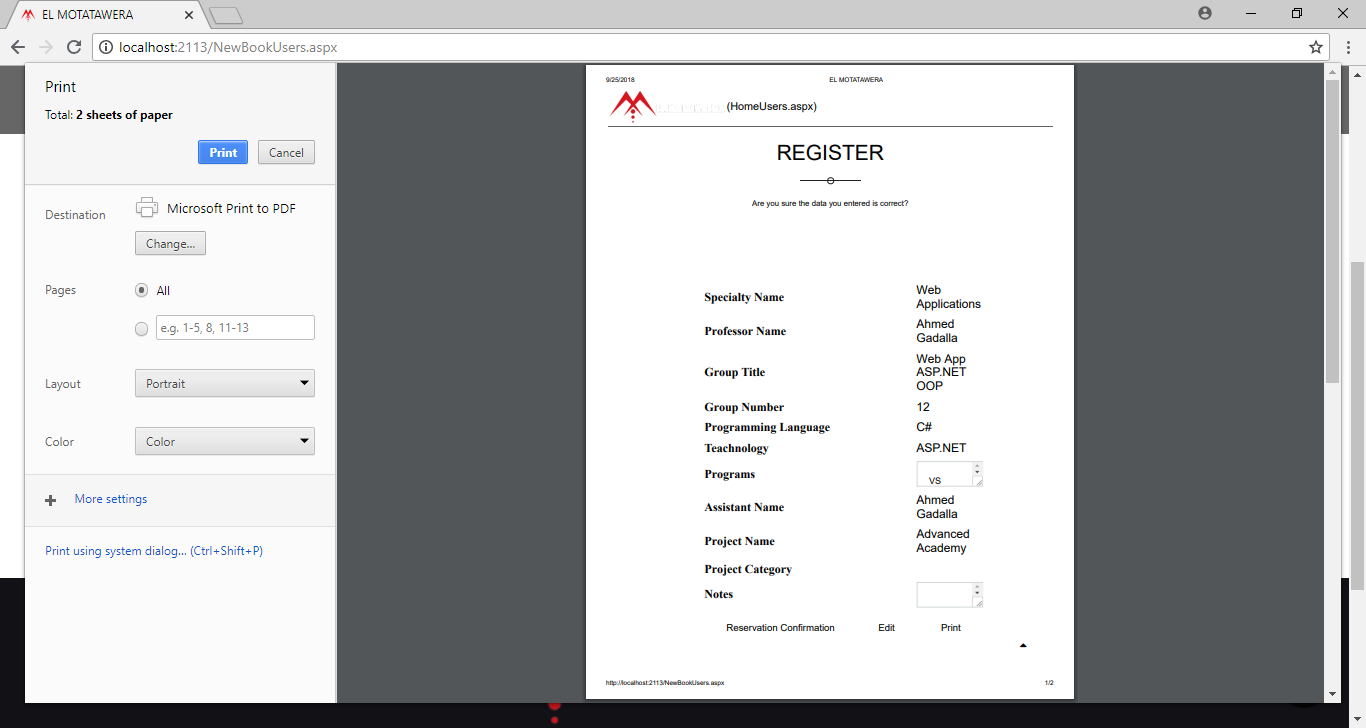 EL MOTATAWERA
localhost:2113/NewBookUsers.aspx
Print
Total: 2 sheets of paper
Print
Cancel
Destination
Microsoft Print to PDF
Change...
Pages
All
e.g. 1-5, 8, 11-13
Layout
Portrait
Color
Color
More settings
Print using system dialog... (Ctrl+Shift+P)
9/25/2018
EL MOTATAWERA
(HomeUsers.aspx)
REGISTER
Are you sure the data you entered is correct?
Specialty Name
Web
Applications
Professor Name
Ahmed
Gadalla
Group Title
Web App
ASP.NET
OOP
Group Number
12
Programming Language
C#
Teachnology
ASP.NET
Programs
vs
Assistant Name
Ahmed
Gadalla
Project Name
Advanced
Academy
Project Category
Notes
Reservation Confirmation
Edit
Print
http://localhost:2113/NewBookUsers.aspx
1/2